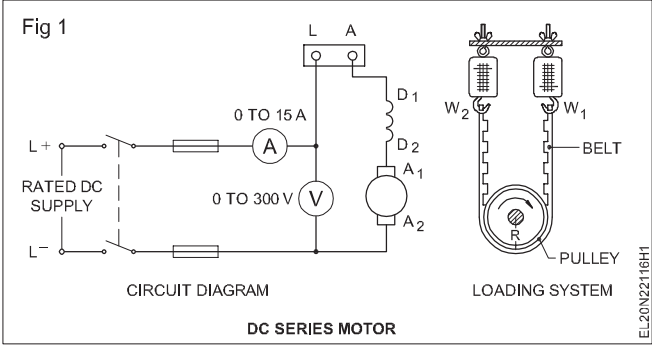 Fig 1
L A
D1
D2
0 TO 15 A
A
L+
RATED DC
SUPPLY
L-
0 TO 300 V
V
A1
A2
CIRCUIT DIAGRAM
W2
W1
BELT
R
PULLEY
LOADING SYSTEM
DC SERIES MOTOR
EL20N22116H1